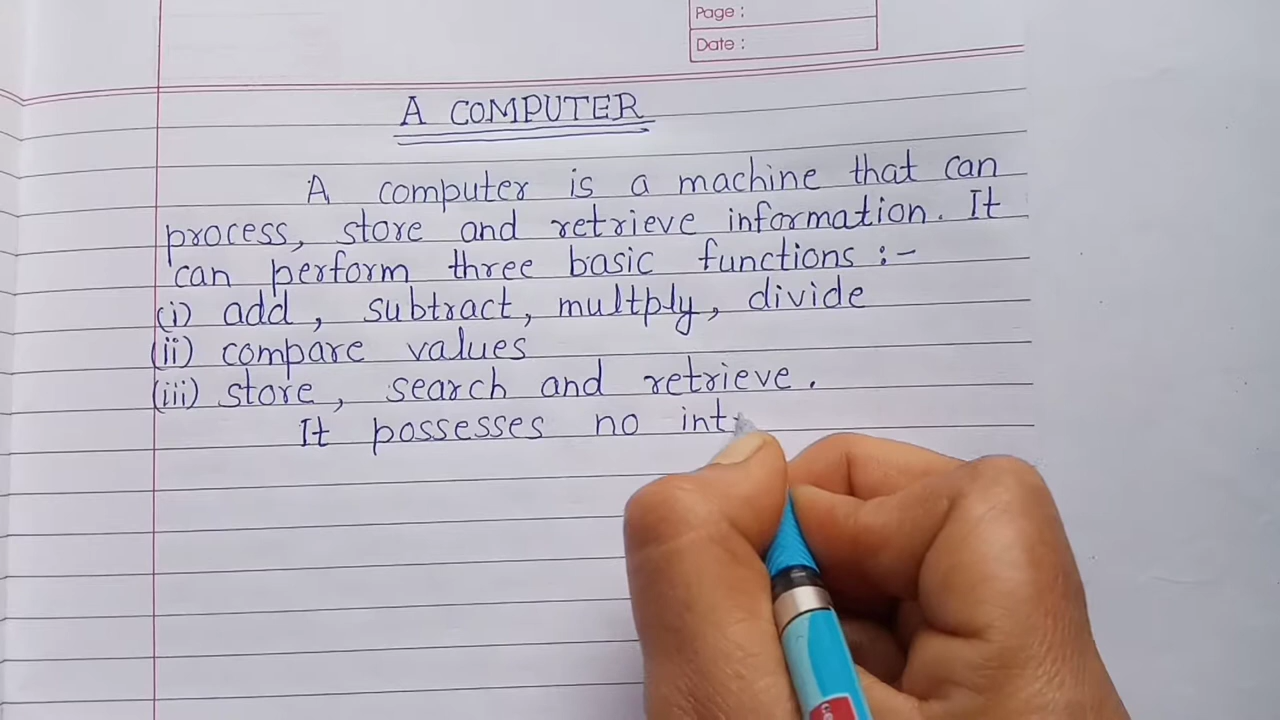 Page :
Date :
A COMPUTER
A computer is a machine that can
process, store and retrieve information. It
can perform three basic functions :-
(i) add, subtract, multply, divide
(ii) compare values
(iii) store, search and retrieve.
It possesses no int